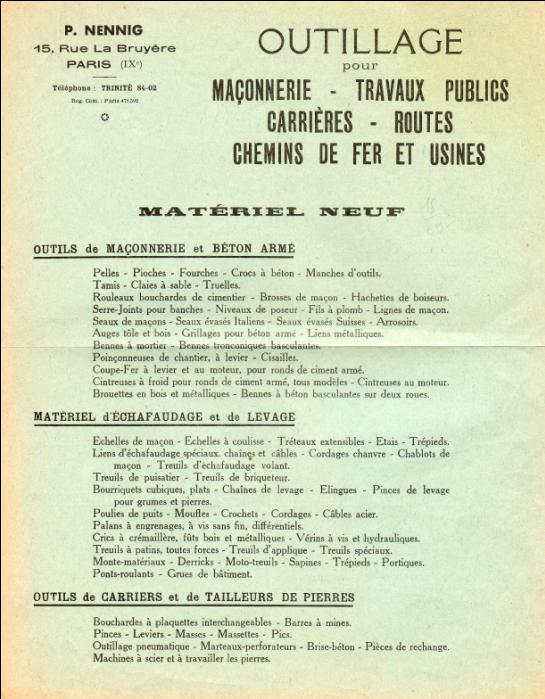 P. NENNIG
15, Rue La Bruyère
PARIS (IXe)
Téléphone : TRINITÉ 84-02
Reg. Com. : Paris 475.592
OUTILLAGE
pour
MAÇONNERIE - TRAVAUX PUBLICS
CARRIÈRES - ROUTES
CHEMINS DE FER ET USINES
MATÉRIEL NEUF
OUTILS de MAÇONNERIE et BÉTON ARMÉ
Pelles - Pioches - Fourches - Crocs à béton - Manches d'outils.
Tamis - Claies à sable - Truelles.
Rouleaux bouchardes de cimentier - Brosses de maçon - Hachettes de boiseurs.
Serre-Joints pour banches - Niveaux de poseur - Fils à plomb - Lignes de maçon.
Seaux de maçons - Seaux évasés Italiens - Seaux évasés Suisses - Arrosoirs.
Auges tôle et bois - Grillages pour béton armé - Liens métalliques.
Bennes à mortier - Bennes tronconiques basculantes.
Poinçonneuses de chantier, à levier - Cisailles.
Coupe-Fer à levier et au moteur, pour ronds de ciment armé.
Cintreuses à froid pour ronds de ciment armé, tous modèles - Cintreuses au moteur.
Brouettes en bois et métalliques - Bennes à béton basculantes sur deux roues.
MATÉRIEL d'ÉCHAFAUDAGE et de LEVAGE
Echelles de maçon - Echelles à coulisse - Tréteaux extensibles - Etais - Trépieds.
Liens d'échafaudage spéciaux, chaînes et câbles - Cordages chanvre - Chablots de
maçon - Treuils d'échafaudage volant.
Treuils de puisatier - Treuils de briqueteur.
Bourriquets cubiques, plats - Chaînes de levage - Elingues - Pinces de levage
pour grumes et pierres.
Poulies de puits - Moufles - Crochets - Cordages - Câbles acier.
Palans à engrenages, à vis sans fin, différentiels.
Crics à crémaillère, fûts bois et métalliques - Vérins à vis et hydrauliques.
Treuils à patins, toutes forces - Treuils d'applique - Treuils spéciaux.
Monte-matériaux - Derricks - Moto-treuils - Sapines - Trépieds - Portiques.
Ponts-roulants - Grues de bâtiment.
OUTILS de CARRIERS et de TAILLEURS DE PIERRES
Bouchardes à plaquettes interchangeables - Barres à mines.
Pinces - Leviers - Masses - Massettes - Pics.
Outillage pneumatique - Marteaux-perforateurs - Brise-béton - Pièces de rechange.
Machines à scier et à travailler les pierres.